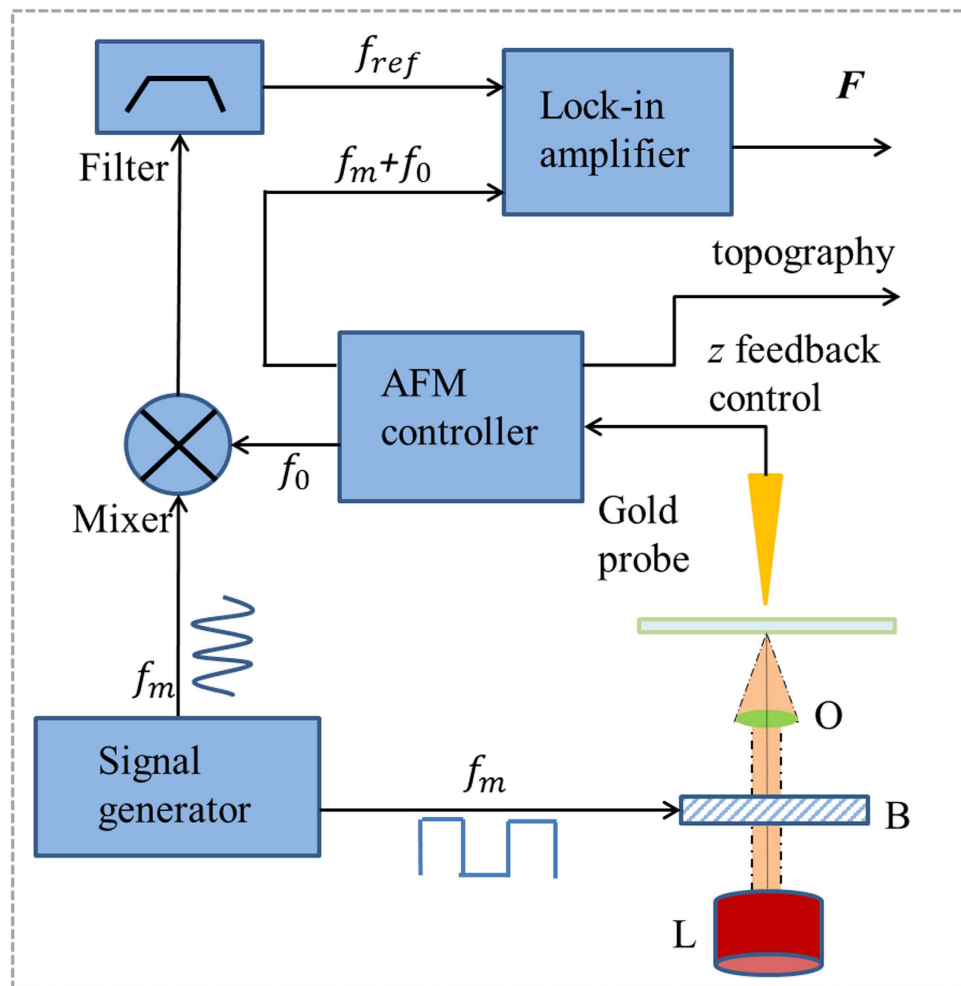 f_ref
F
Lock-in
amplifier
Filter
f_m+f_0
topography
z feedback
control
AFM
controller
f_0
Mixer
Gold
probe
f_m
O
Signal
generator
f_m
B
L